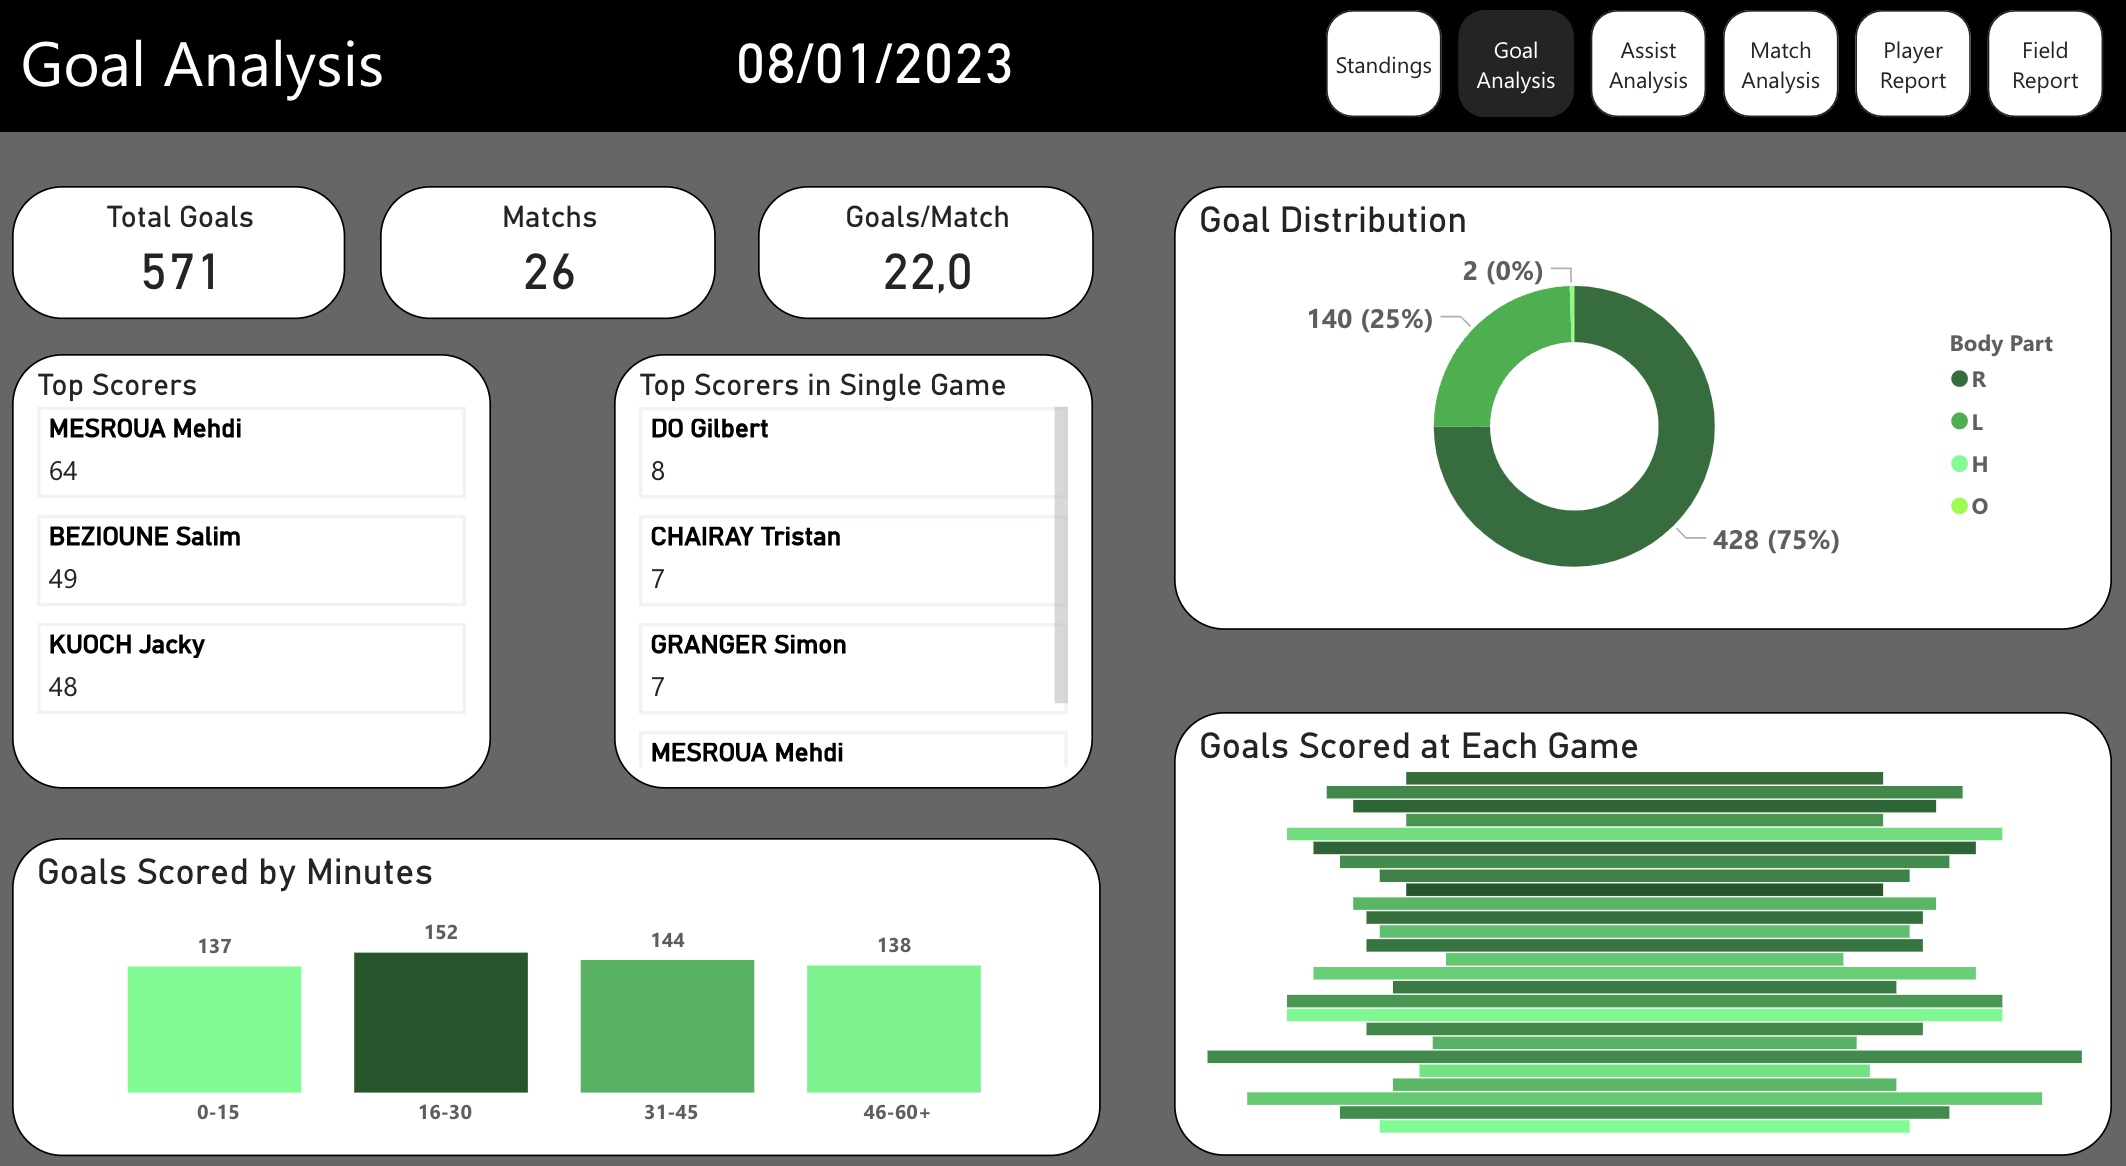 Goal Analysis
08/01/2023
Standings
Goal
Analysis
Assist
Analysis
Match
Analysis
Player
Report
Field
Report
Total Goals
571
Matchs
26
Goals/Match
22,0
Top Scorers
MESROUA Mehdi
64
BEZIOUNE Salim
49
KUOCH Jacky
48
Top Scorers in Single Game
DO Gilbert
8
CHAIRAY Tristan
7
GRANGER Simon
7
MESROUA Mehdi
Goals Scored by Minutes
137
152
144
138
0-15
16-30
31-45
46-60+
Goal Distribution
2 (0%)
140 (25%)
428 (75%)
Body Part
R
L
H
O
Goals Scored at Each Game